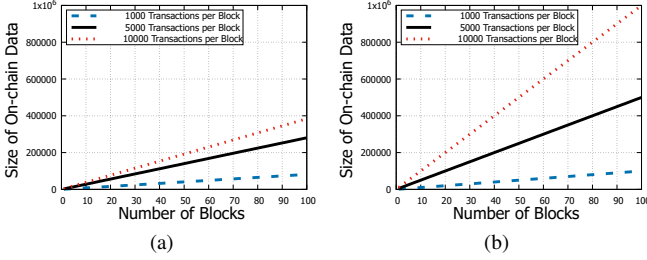 1000 Transactions per Block
5000 Transactions per Block
10000 Transactions per Block
Size of On-chain Data
1x10⁶
800000
600000
400000
200000
0
0 10 20 30 40 50 60 70 80 90 100
Number of Blocks
(a)
1000 Transactions per Block
5000 Transactions per Block
10000 Transactions per Block
Size of On-chain Data
1x10⁶
800000
600000
400000
200000
0
0 10 20 30 40 50 60 70 80 90 100
Number of Blocks
(b)